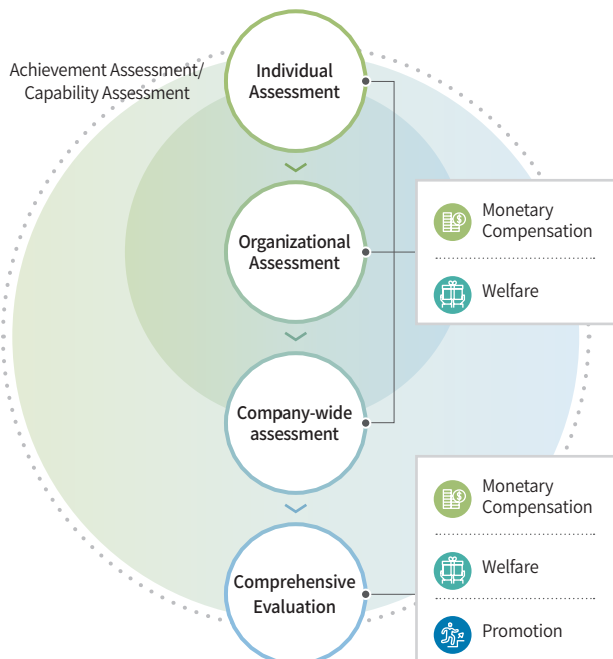 Achievement Assessment/
Capability Assessment
Individual
Assessment
Organizational
Assessment
Company-wide
assessment
Comprehensive
Evaluation
Monetary
Compensation
Welfare
Monetary
Compensation
Welfare
Promotion